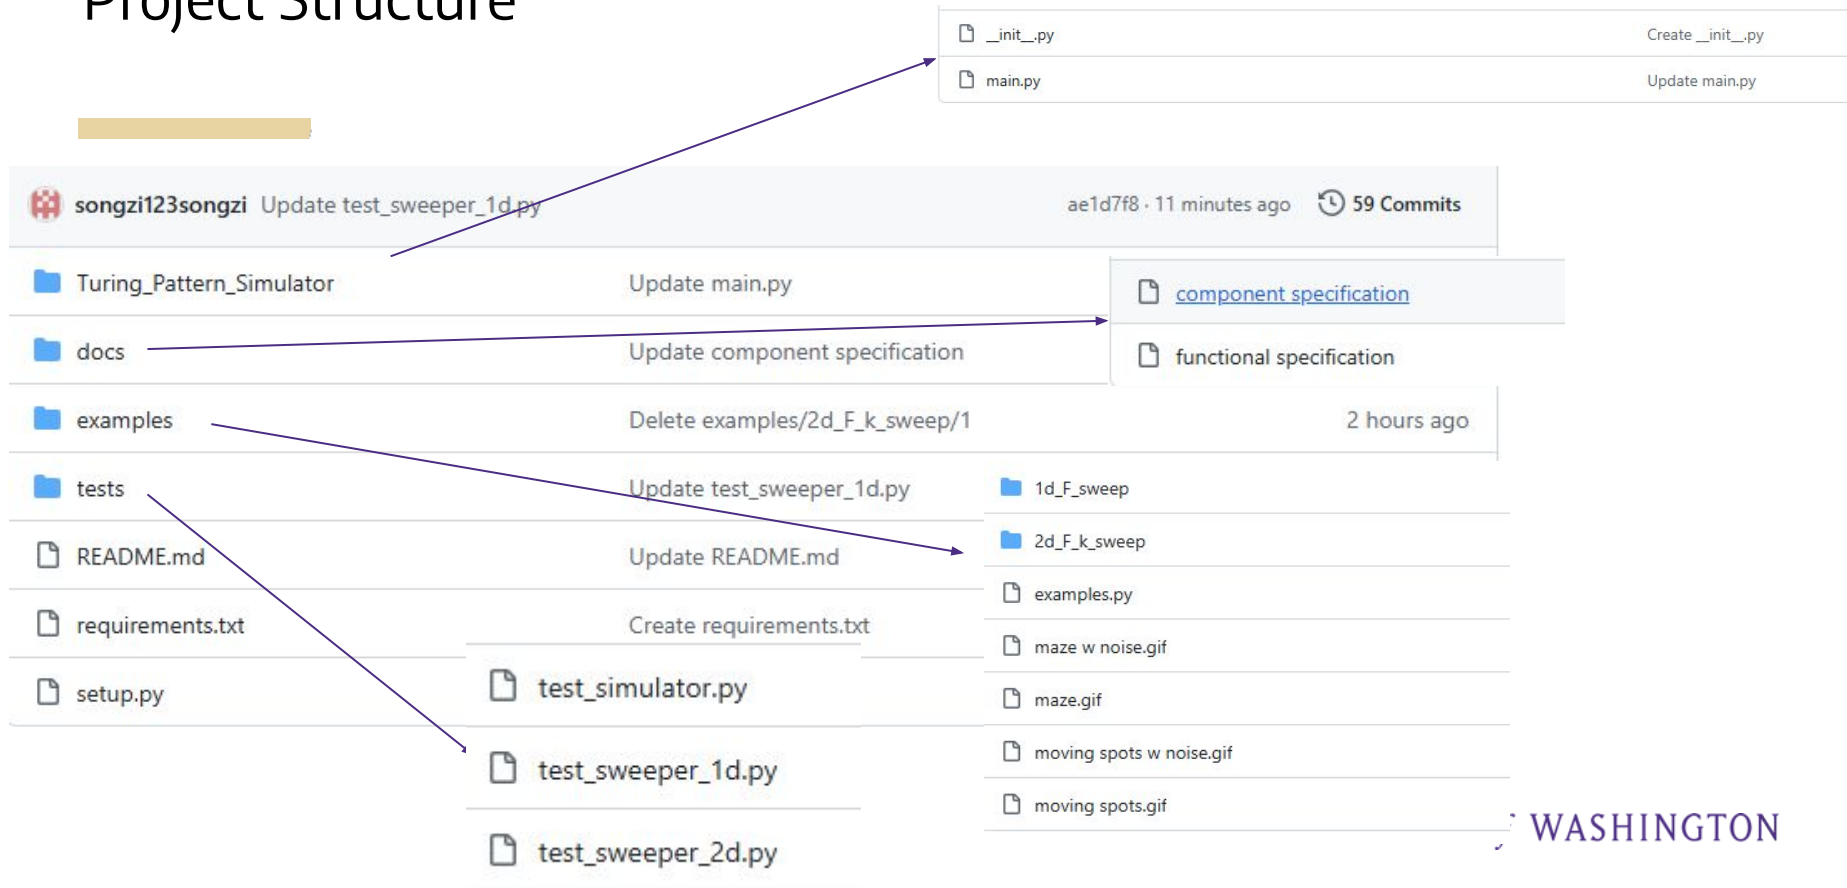 Project Structure
__init__.py Create __init__.py
main.py Update main.py
songzi123songzi Update test_sweeper_1d.py ae1d7f8 · 11 minutes ago 59 Commits
Turing_Pattern_Simulator Update main.py
docs Update component specification
component specification
functional specification
examples Delete examples/2d_F_k_sweep/1 2 hours ago
tests Update test_sweeper_1d.py
README.md Update README.md
requirements.txt Create requirements.txt
setup.py
1d_F_sweep
2d_F_k_sweep
examples.py
maze w noise.gif
maze.gif
moving spots w noise.gif
moving spots.gif
test_simulator.py
test_sweeper_1d.py
test_sweeper_2d.py
WASHINGTON